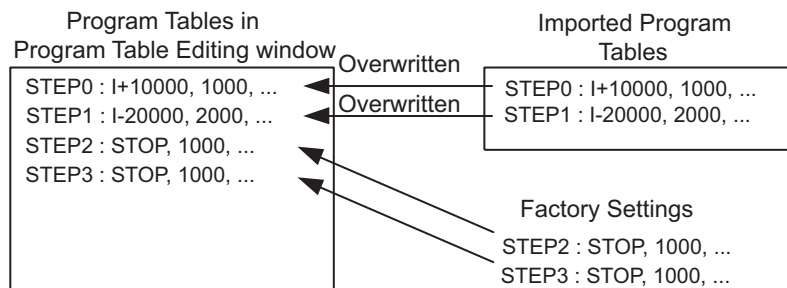 Program Tables in
Program Table Editing window
STEP0 : I+10000, 1000, ...
STEP1 : I-20000, 2000, ...
STEP2 : STOP, 1000, ...
STEP3 : STOP, 1000, ...
Overwritten
Overwritten
Imported Program
Tables
STEP0 : I+10000, 1000, ...
STEP1 : I-20000, 2000, ...
Factory Settings
STEP2 : STOP, 1000, ...
STEP3 : STOP, 1000, ...